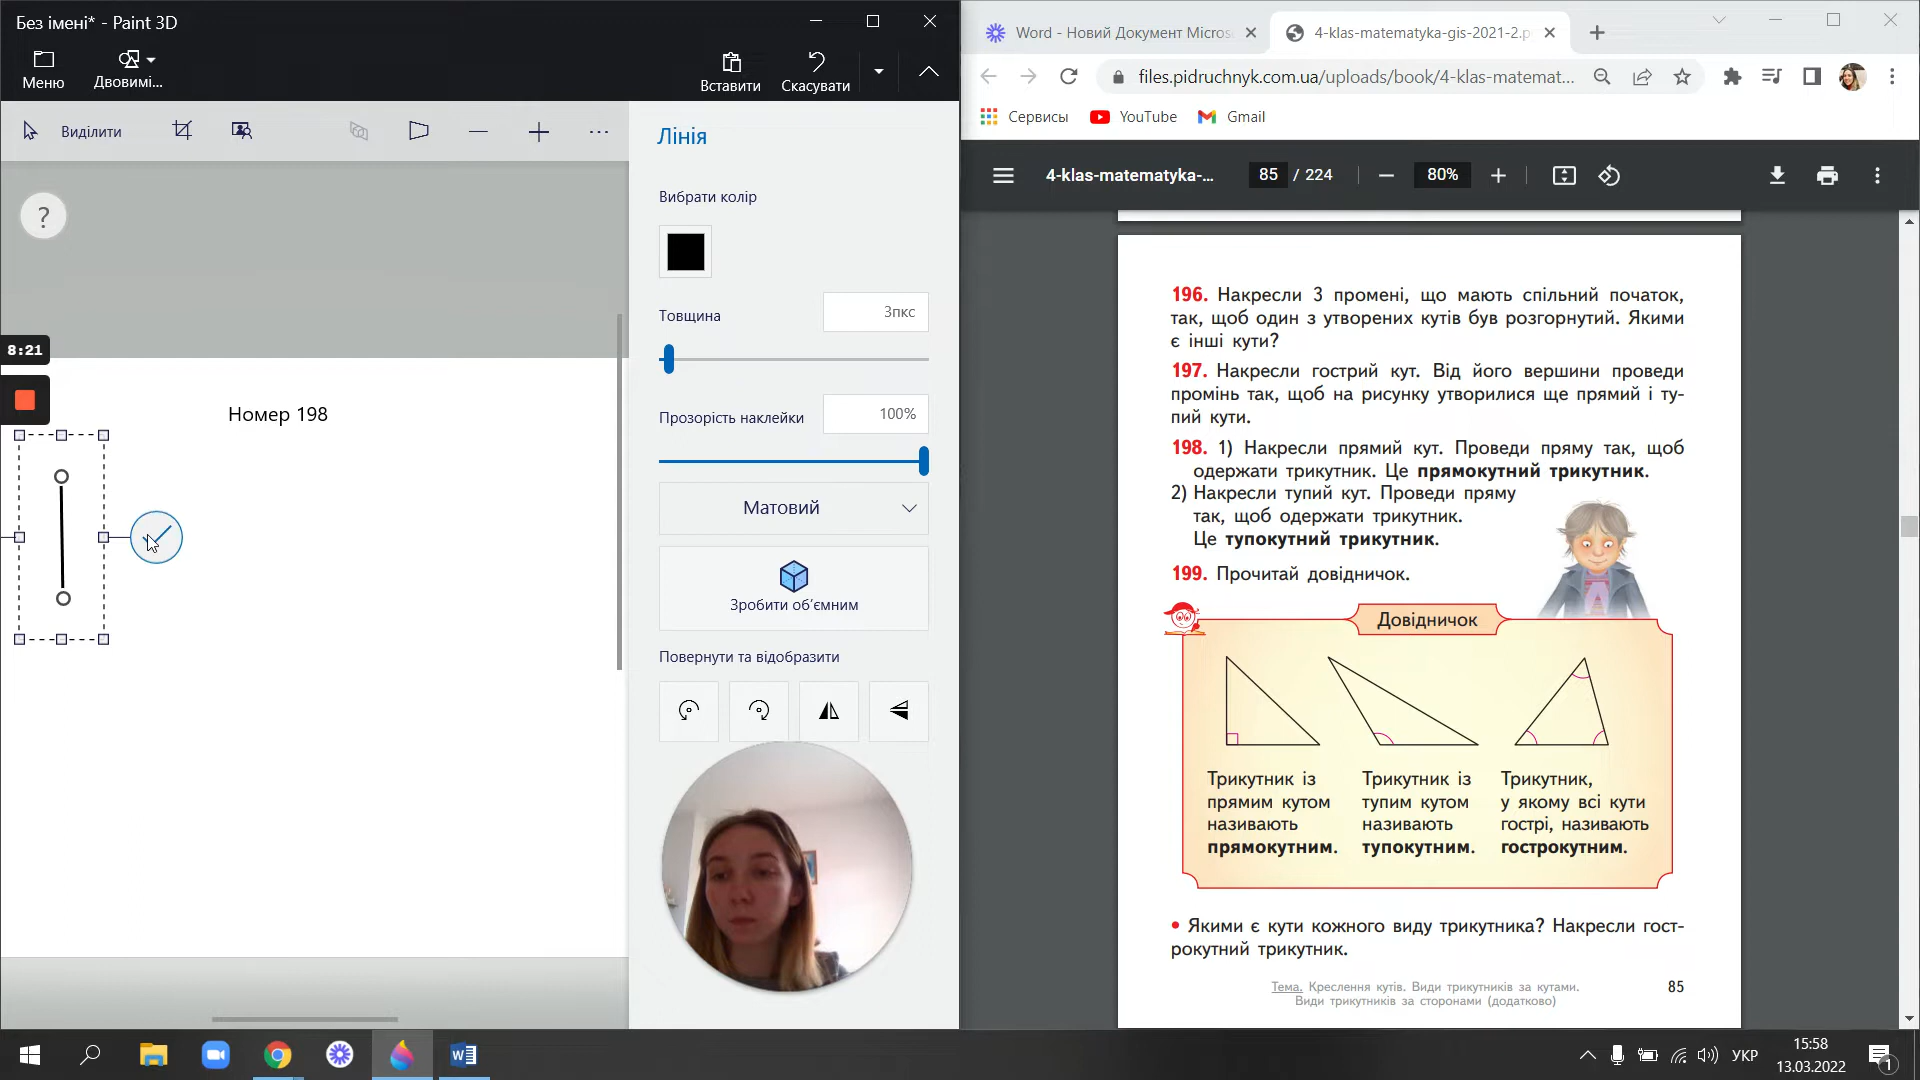 Без імені* - Paint 3D
Меню
Двовимі...
Вставити
Скасувати
Виділити
?
8:21
Номер 198
Лінія
Вибрати колір
Товщина
3пкс
Прозорість наклейки
100%
Матовий
Зробити об’ємним
Повернути та відобразити
Word - Новий Документ Micros
4-klas-matematyka-gis-2021-2.p
files.pidruchnyk.com.ua/uploads/book/4-klas-matemat...
Сервисы
YouTube
Gmail
4-klas-matematyka-...
85 / 224
80%
196. Накресли 3 промені, що мають спільний початок,
так, щоб один з утворених кутів був розгорнутий. Якими
є інші кути?
197. Накресли гострий кут. Від його вершини проведи
промінь так, щоб на рисунку утворилися ще прямий і ту-
пий кути.
198. 1) Накресли прямий кут. Проведи пряму так, щоб
одержати трикутник. Це прямокутний трикутник.
2) Накресли тупий кут. Проведи пряму
так, щоб одержати трикутник.
Це тупокутний трикутник.
199. Прочитай довідничок.
Довідничок
Трикутник із
прямим кутом
називають
прямокутним.
Трикутник із
тупим кутом
називають
тупокутним.
Трикутник,
у якому всі кути
гострі, називають
гострокутним.
• Якими є кути кожного виду трикутника? Накресли гост-
рокутний трикутник.
Тема. Креслення кутів. Види трикутників за кутами.
Види трикутників за сторонами (додатково)
85
УКР
15:58
13.03.2022
1